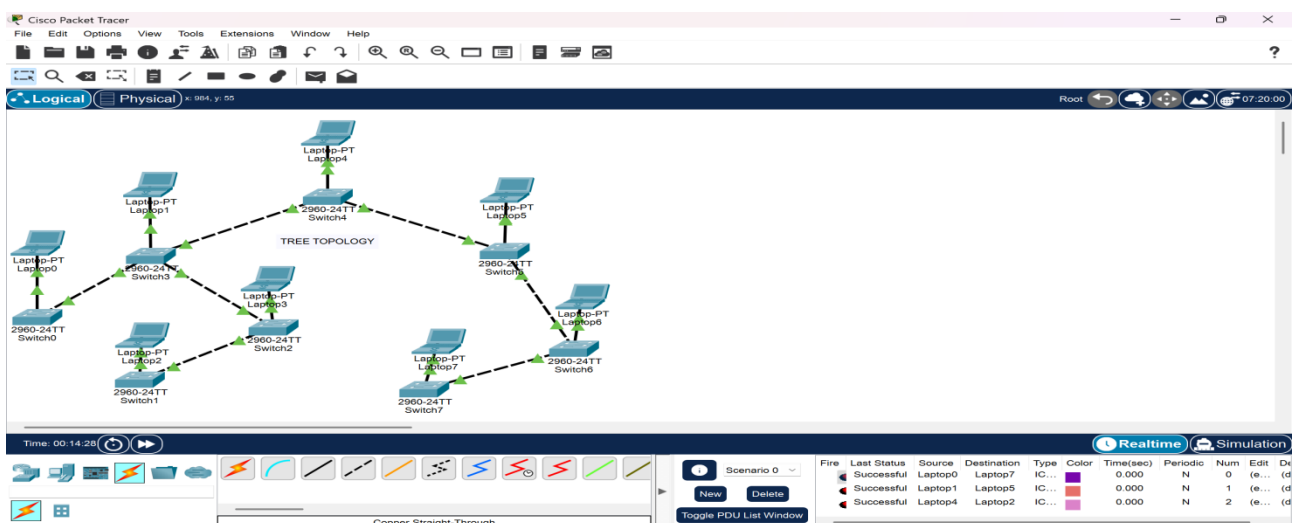 Cisco Packet Tracer
File Edit Options View Tools Extensions Window Help
?
Logical Physical x: 984, y: 55 Root 07:20:00
Laptop-PT
Laptop4
Laptop-PT
Laptop1
2960-24TT
Switch4
Laptop-PT
Laptop5
TREE TOPOLOGY
Laptop-PT
Laptop0
2960-24TT
Switch3
2960-24TT
Laptop-PT
Laptop3
Laptop-PT
Laptop6
2960-24TT
Switch0
2960-24TT
Switch2
Laptop-PT
Laptop2
Laptop-PT
Laptop7
2960-24TT
Switch6
2960-24TT
Switch1
2960-24TT
Switch7
Time: 00:14:28 Realtime Simulation
Scenario 0
New Delete
Toggle PDU List Window
Fire Last Status Source Destination Type Color Time(sec) Periodic Num Edit De
Successful Laptop0 Laptop7 IC... 0.000 N 0 (e... (d
Successful Laptop1 Laptop5 IC... 0.000 N 1 (e... (d
Successful Laptop4 Laptop2 IC... 0.000 N 2 (e... (d
Copper Straight-Through